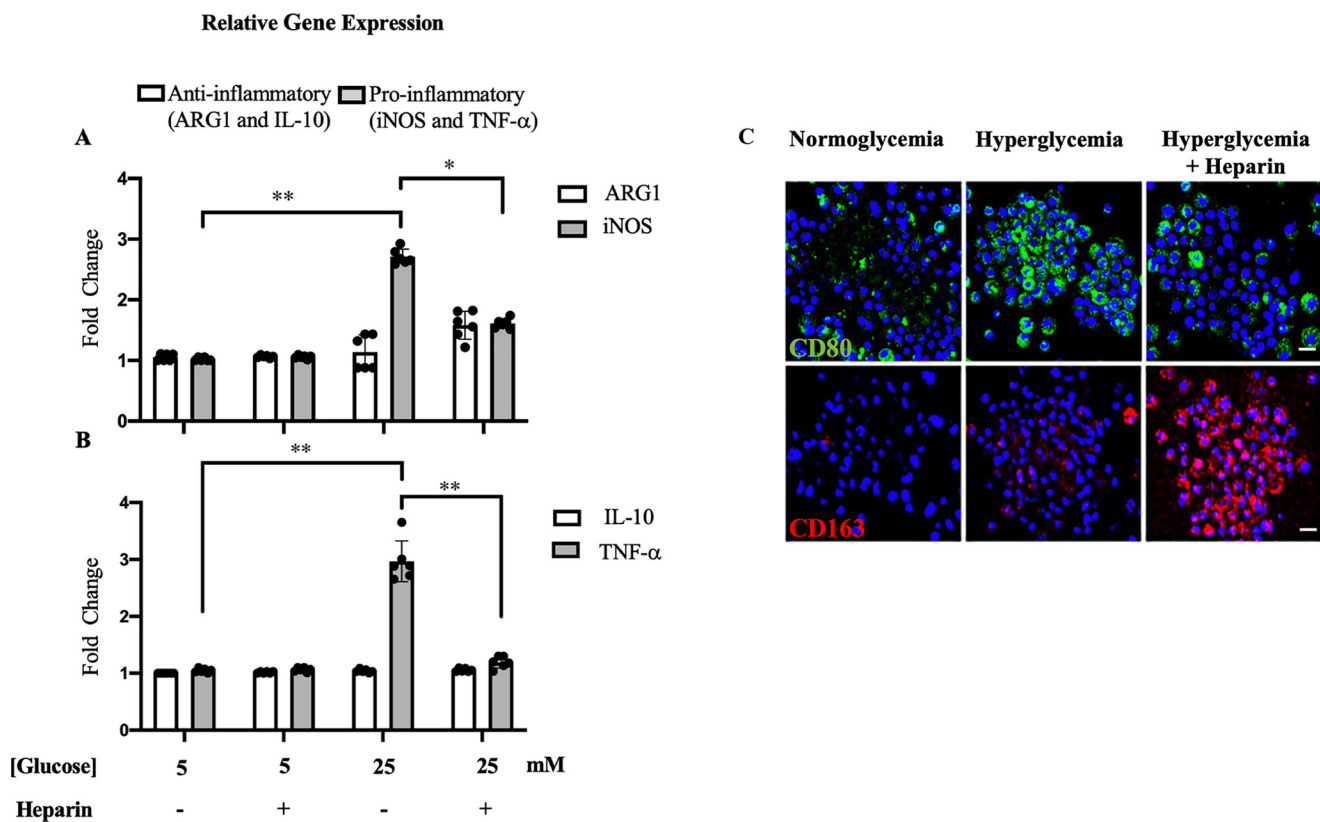 Relative Gene Expression
Anti-inflammatory
(ARG1 and IL-10)
Pro-inflammatory
(iNOS and TNF-α)
A
4
3
2
1
0
Fold Change
**
*
ARG1
iNOS
B
4
3
2
1
0
Fold Change
**
**
IL-10
TNF-α
[Glucose] 5 5 25 25 mM
Heparin - + - +
C
Normoglycemia
Hyperglycemia
Hyperglycemia
+ Heparin
CD80
CD163